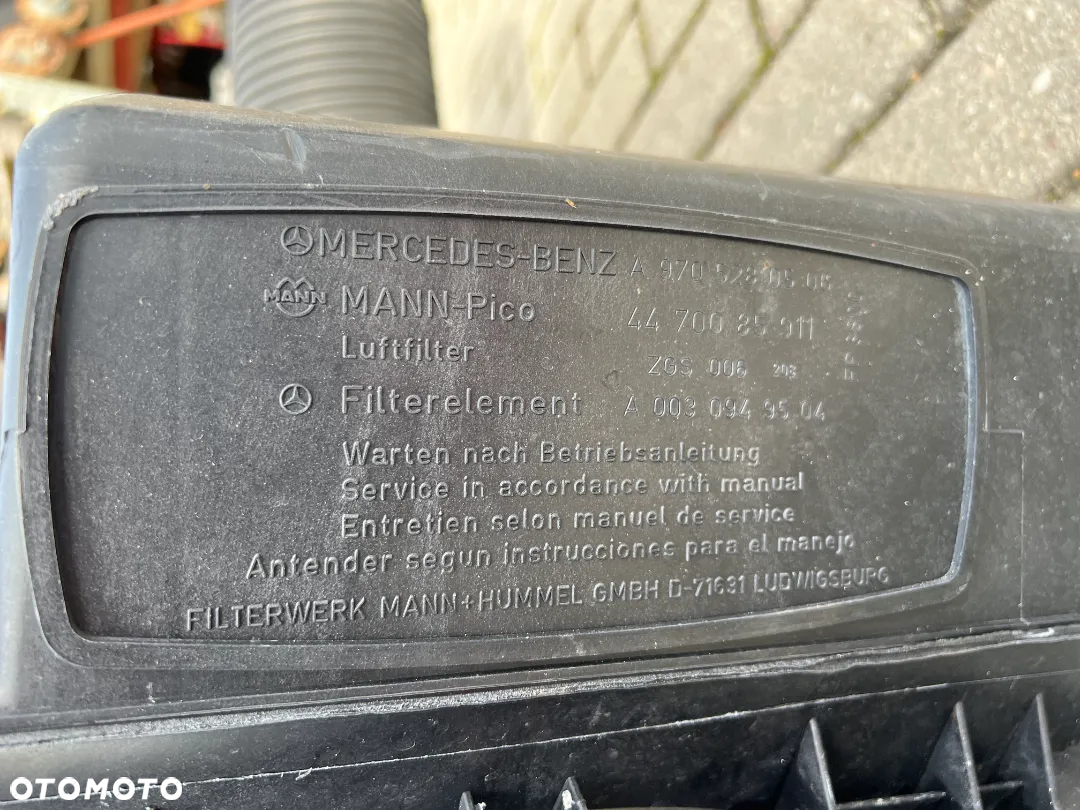 MERCEDES-BENZ A 970 528 05 06
MANN MANN-Pico 44 700 85 911
Luftfilter ZGS 006
Filterelement A 003 094 95 04
Warten nach Betriebsanleitung
Service in accordance with manual
Entretien selon manuel de service
Antender segun instrucciones para el manejo
FILTERWERK MANN+HUMMEL GMBH D-71631 LUDWIGSBURG
OTOMOTO